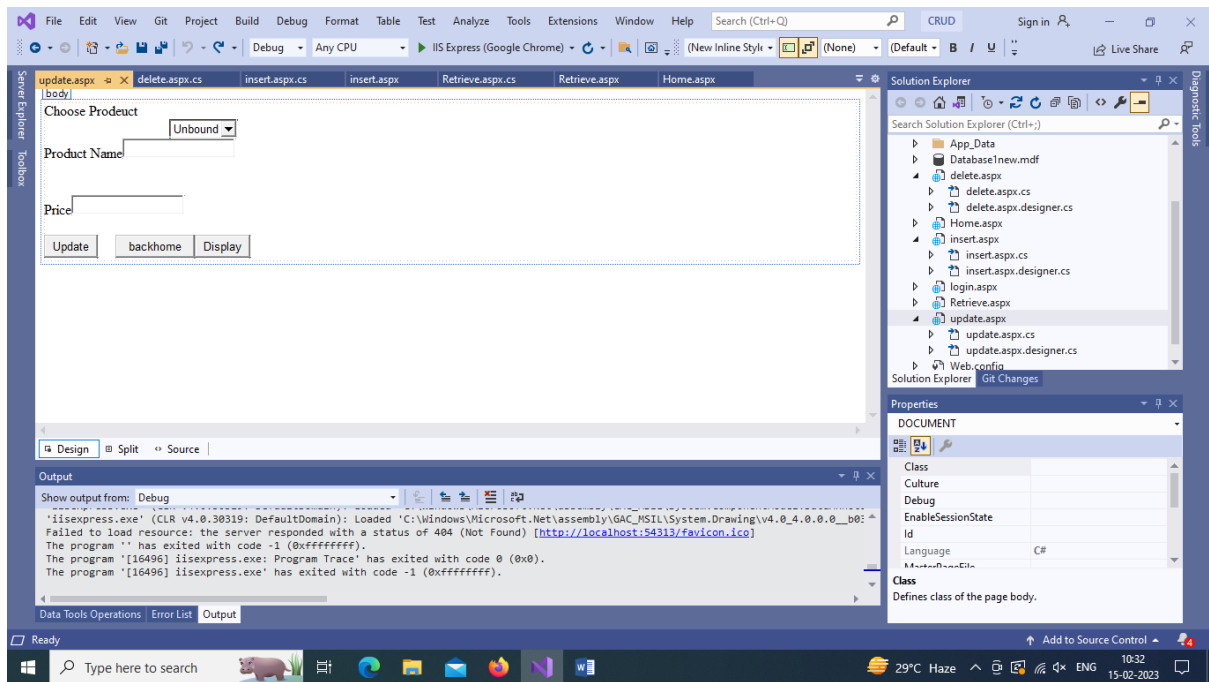 File Edit View Git Project Build Debug Format Table Test Analyze Tools Extensions Window Help Search (Ctrl+Q) CRUD Sign in
Debug Any CPU IIS Express (Google Chrome) (New Inline Style (None) (Default B I U Live Share
Server Explorer
Toolbox
update.aspx delete.aspx.cs insert.aspx.cs insert.aspx Retrieve.aspx.cs Retrieve.aspx Home.aspx
body
Choose Prodeuct
Unbound
Product Name
Price
Update backhome Display
Design Split Source
Output
Show output from: Debug
'iisexpress.exe' (CLR v4.0.30319: DefaultDomain): Loaded 'C:\Windows\Microsoft.Net\assembly\GAC_MSIL\System.Drawing\v4.0_4.0.0.0__b03
Failed to load resource: the server responded with a status of 404 (Not Found) [http://localhost:54313/favicon.ico]
The program '' has exited with code -1 (0xffffffff).
The program '[16496] iisexpress.exe: Program Trace' has exited with code 0 (0x0).
The program '[16496] iisexpress.exe' has exited with code -1 (0xffffffff).
Data Tools Operations Error List Output
Solution Explorer
Search Solution Explorer (Ctrl+;)
App_Data
Database1new.mdf
delete.aspx
delete.aspx.cs
delete.aspx.designer.cs
Home.aspx
insert.aspx
insert.aspx.cs
insert.aspx.designer.cs
login.aspx
Retrieve.aspx
update.aspx
update.aspx.cs
update.aspx.designer.cs
Web.config
Solution Explorer Git Changes
Properties
DOCUMENT
Class
Culture
Debug
EnableSessionState
Id
Language C#
MasterPageFile
Class
Defines class of the page body.
Diagnostic Tools
Ready Add to Source Control 4
Type here to search 29°C Haze ENG 10:32
15-02-2023